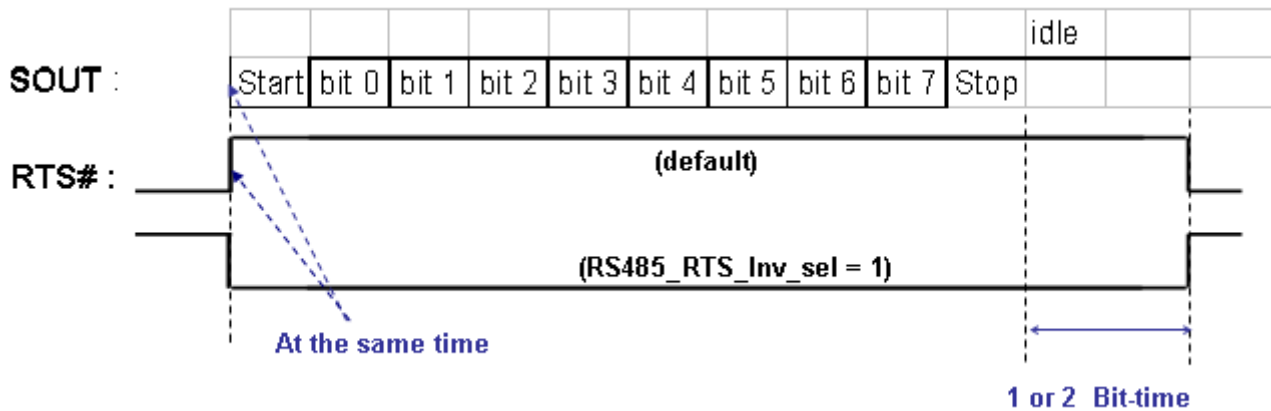 idle
SOUT : Start bit 0 bit 1 bit 2 bit 3 bit 4 bit 5 bit 6 bit 7 Stop
(default)
RTS# :
(RS485_RTS_Inv_sel = 1)
At the same time
1 or 2 Bit-time